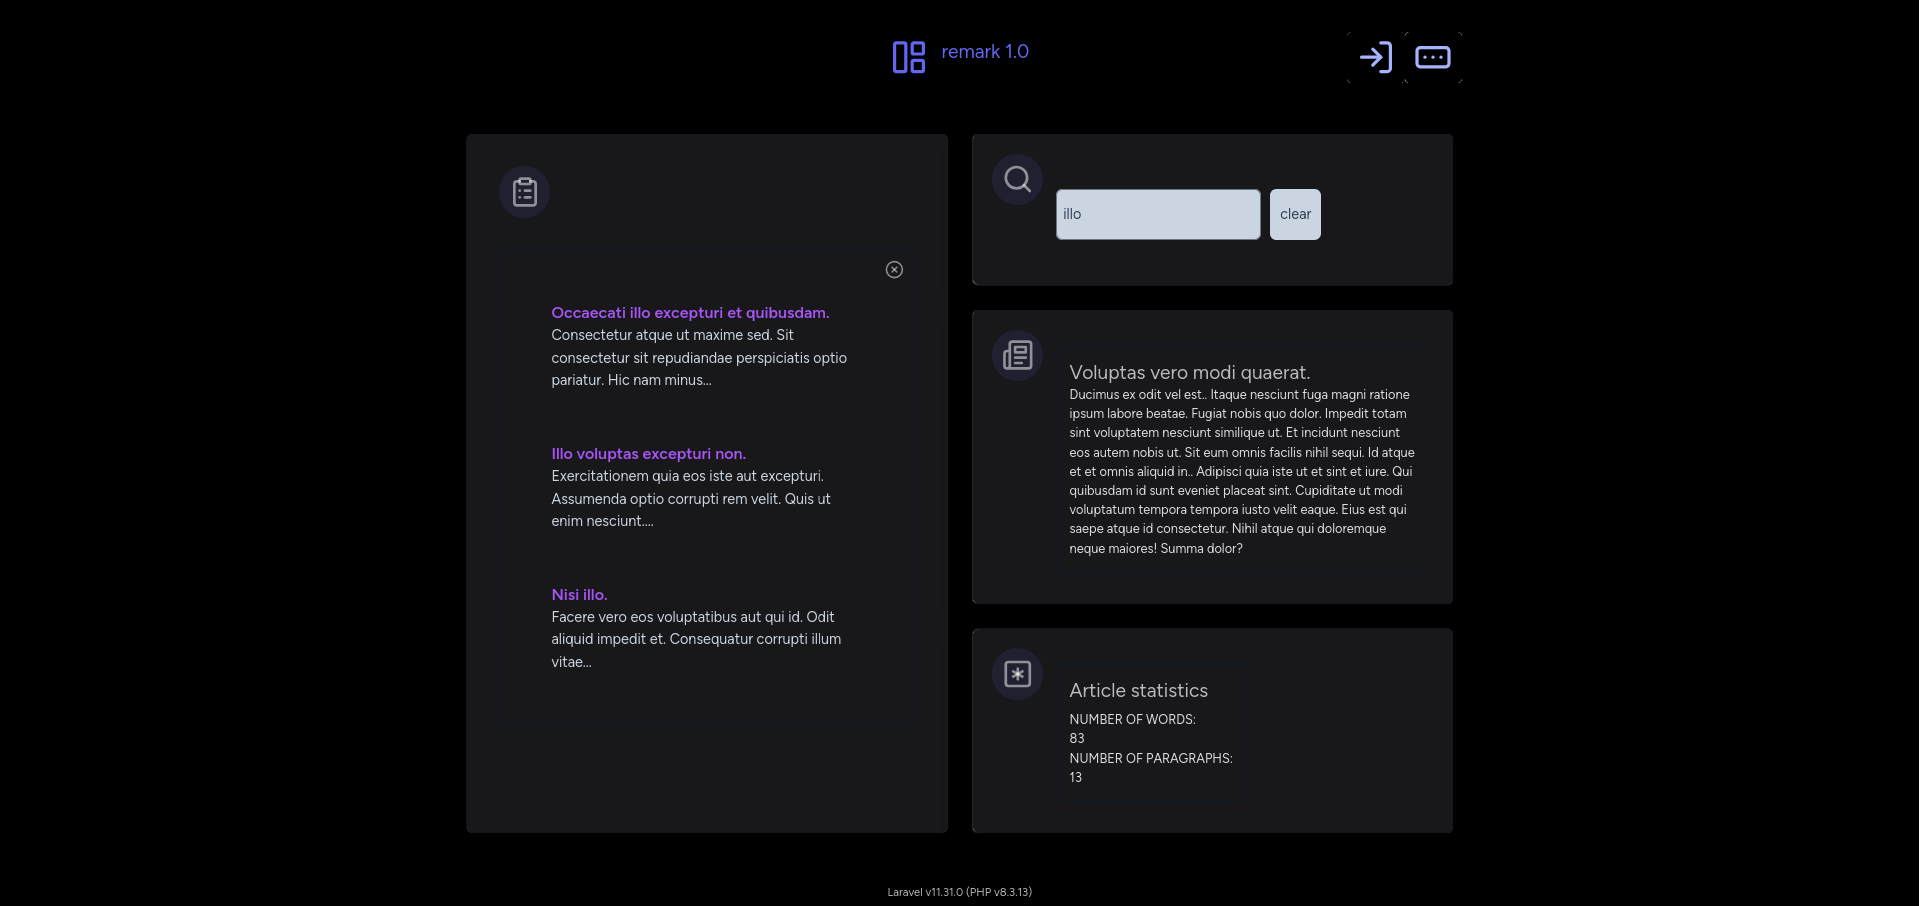 remark 1.0
Occaecati illo excepturi et quibusdam.
Consectetur atque ut maxime sed. Sit
consectetur sit repudiandae perspiciatis optio
pariatur. Hic nam minus...
Illo voluptas excepturi non.
Exercitationem quia eos iste aut excepturi.
Assumenda optio corrupti rem velit. Quis ut
enim nesciunt....
Nisi illo.
Facere vero eos voluptatibus aut qui id. Odit
aliquid impedit et. Consequatur corrupti illum
vitae...
illo
clear
Voluptas vero modi quaerat.
Ducimus ex odit vel est.. Itaque nesciunt fuga magni ratione
ipsum labore beatae. Fugiat nobis quo dolor. Impedit totam
sint voluptatem nesciunt similique ut. Et incidunt nesciunt
eos autem nobis ut. Sit eum omnis facilis nihil sequi. Id atque
et et omnis aliquid in.. Adipisci quia iste ut et sint et iure. Qui
quibusdam id sunt eveniet placeat sint. Cupiditate ut modi
voluptatum tempora tempora iusto velit eaque. Eius est qui
saepe atque id consectetur. Nihil atque qui doloremque
neque maiores! Summa dolor?
Article statistics
NUMBER OF WORDS:
83
NUMBER OF PARAGRAPHS:
13
Laravel v11.31.0 (PHP v8.3.13)